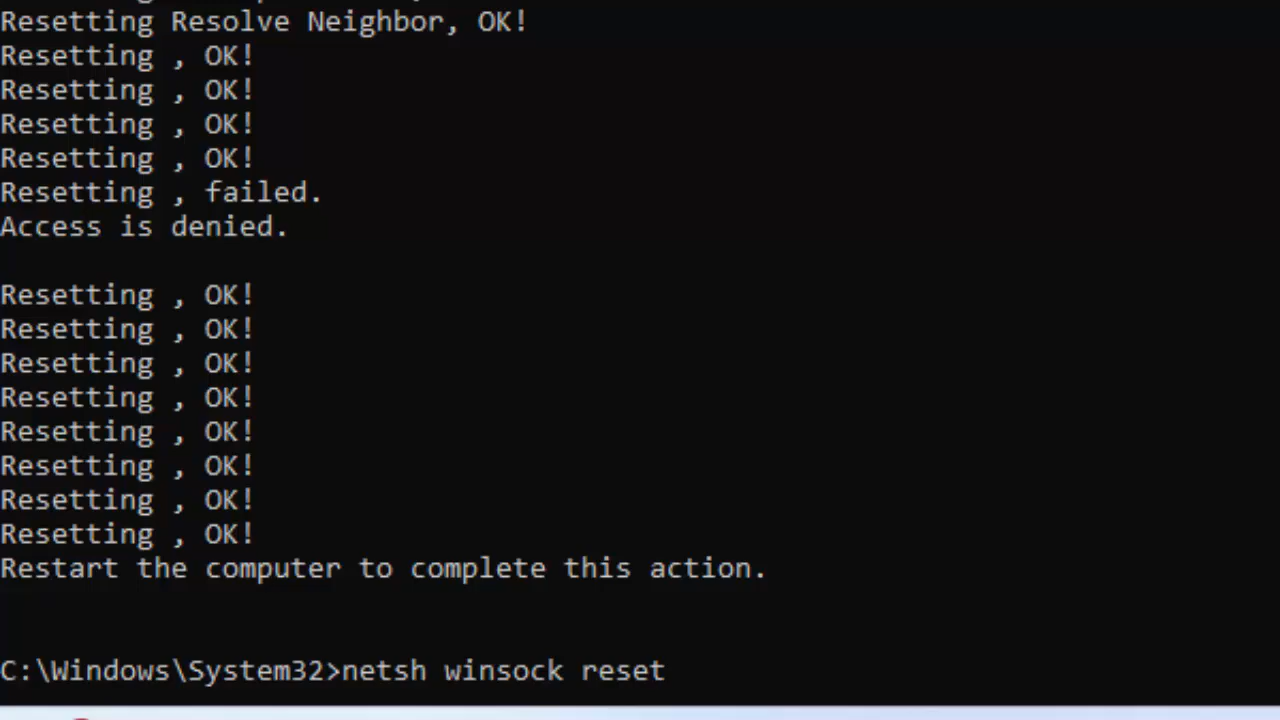 Resetting Resolve Neighbor, OK!
Resetting , OK!
Resetting , OK!
Resetting , OK!
Resetting , OK!
Resetting , failed.
Access is denied.
Resetting , OK!
Resetting , OK!
Resetting , OK!
Resetting , OK!
Resetting , OK!
Resetting , OK!
Resetting , OK!
Resetting , OK!
Restart the computer to complete this action.
C:\Windows\System32>netsh winsock reset